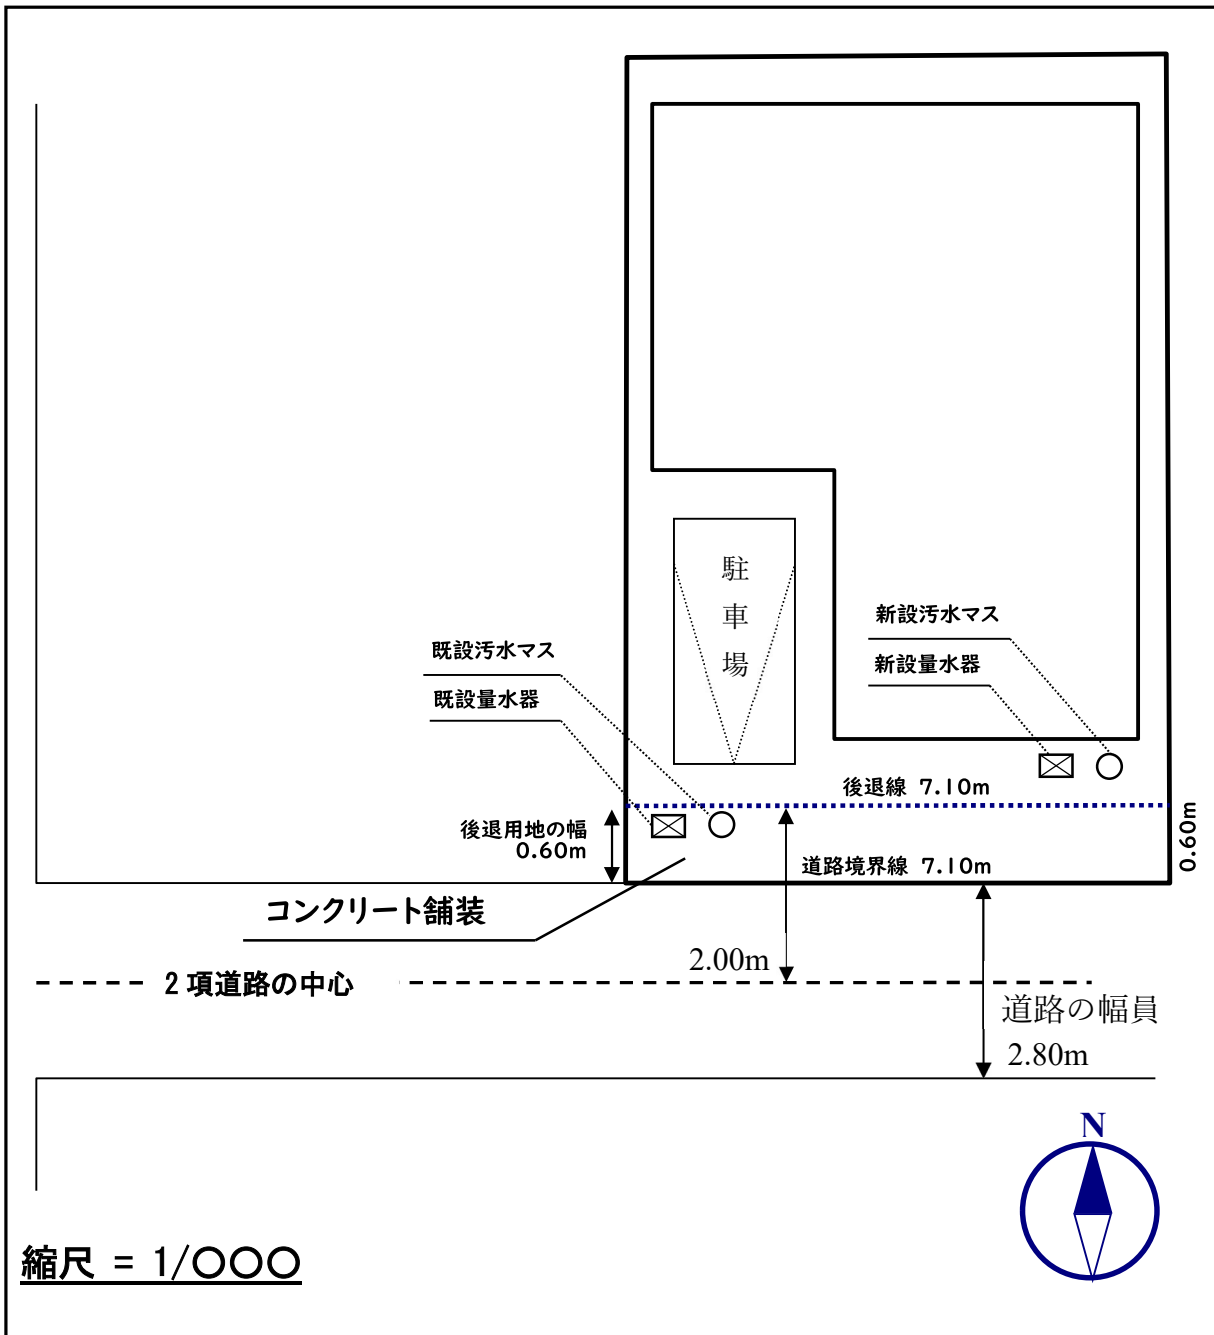 駐
車
場
新設汚水マス
新設量水器
既設汚水マス
既設量水器
後退線 7.10m
後退用地の幅
0.60m
0.60m
道路境界線 7.10m
コンクリート舗装
2.00m
2項道路の中心
道路の幅員
2.80m
N
縮尺 = 1/〇〇〇